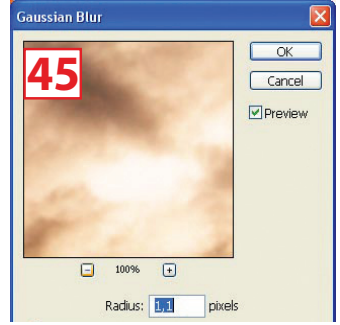 Gaussian Blur
45
OK
Cancel
Preview
100%
Radius: 1,1 pixels